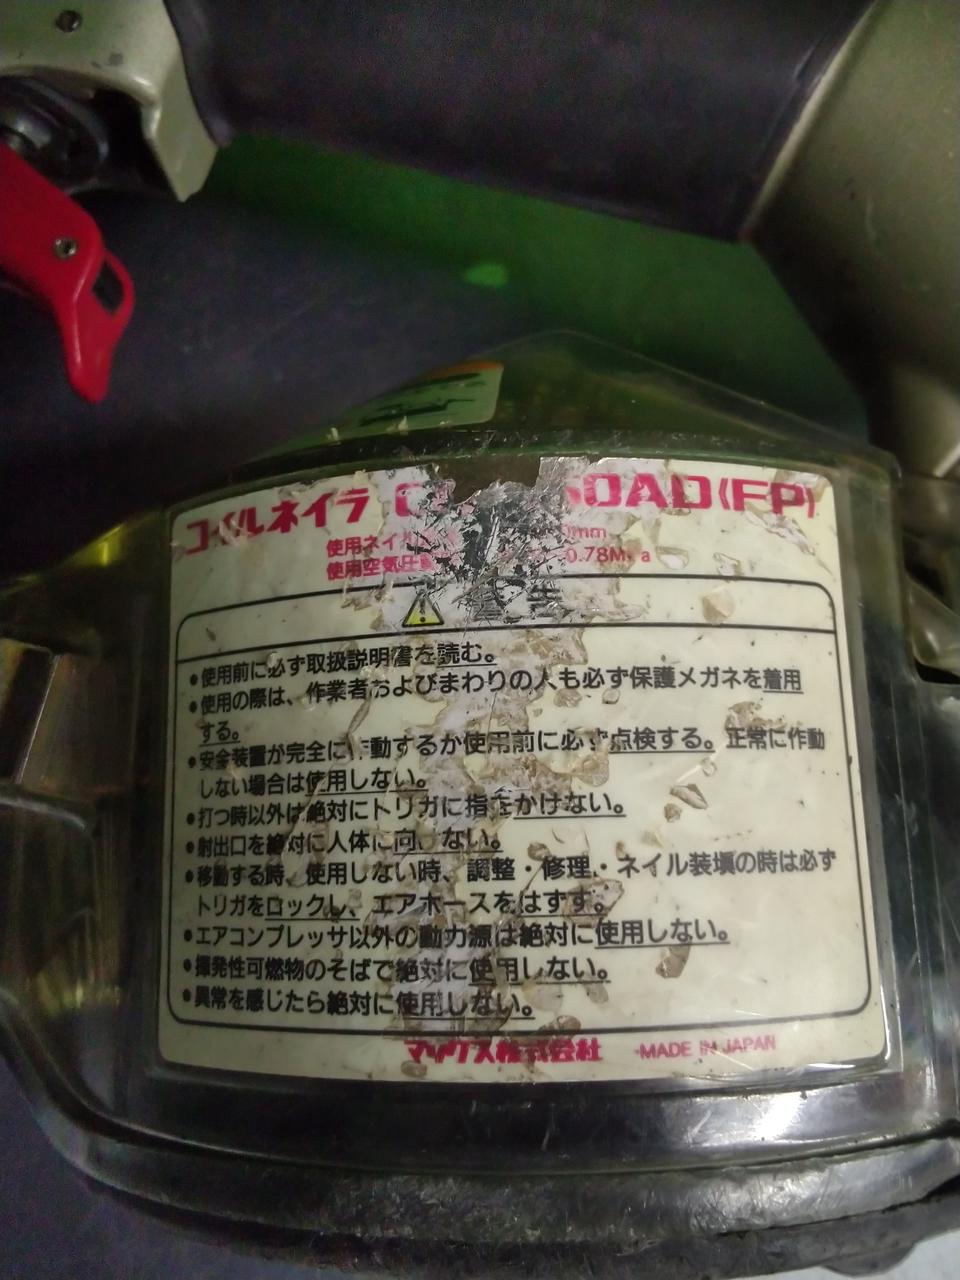 コイルネイラ 50AD(FP)
使用ネイル mm
使用空気圧 0.78MPa
警告
●使用前に必ず取扱説明書を読む。
●使用の際は、作業者およびまわりの人も必ず保護メガネを着用
する。
●安全装置が完全に作動するか使用前に必ず点検する。正常に作動
しない場合は使用しない。
●打つ時以外は絶対にトリガに指をかけない。
●射出口を絶対に人体に向けない。
●移動する時、使用しない時、調整・修理・ネイル装填の時は必ず
トリガをロックし、エアホースをはずす。
●エアコンプレッサ以外の動力源は絶対に使用しない。
●揮発性可燃物のそばで絶対に使用しない。
●異常を感じたら絶対に使用しない。
マックス株式会社 MADE IN JAPAN